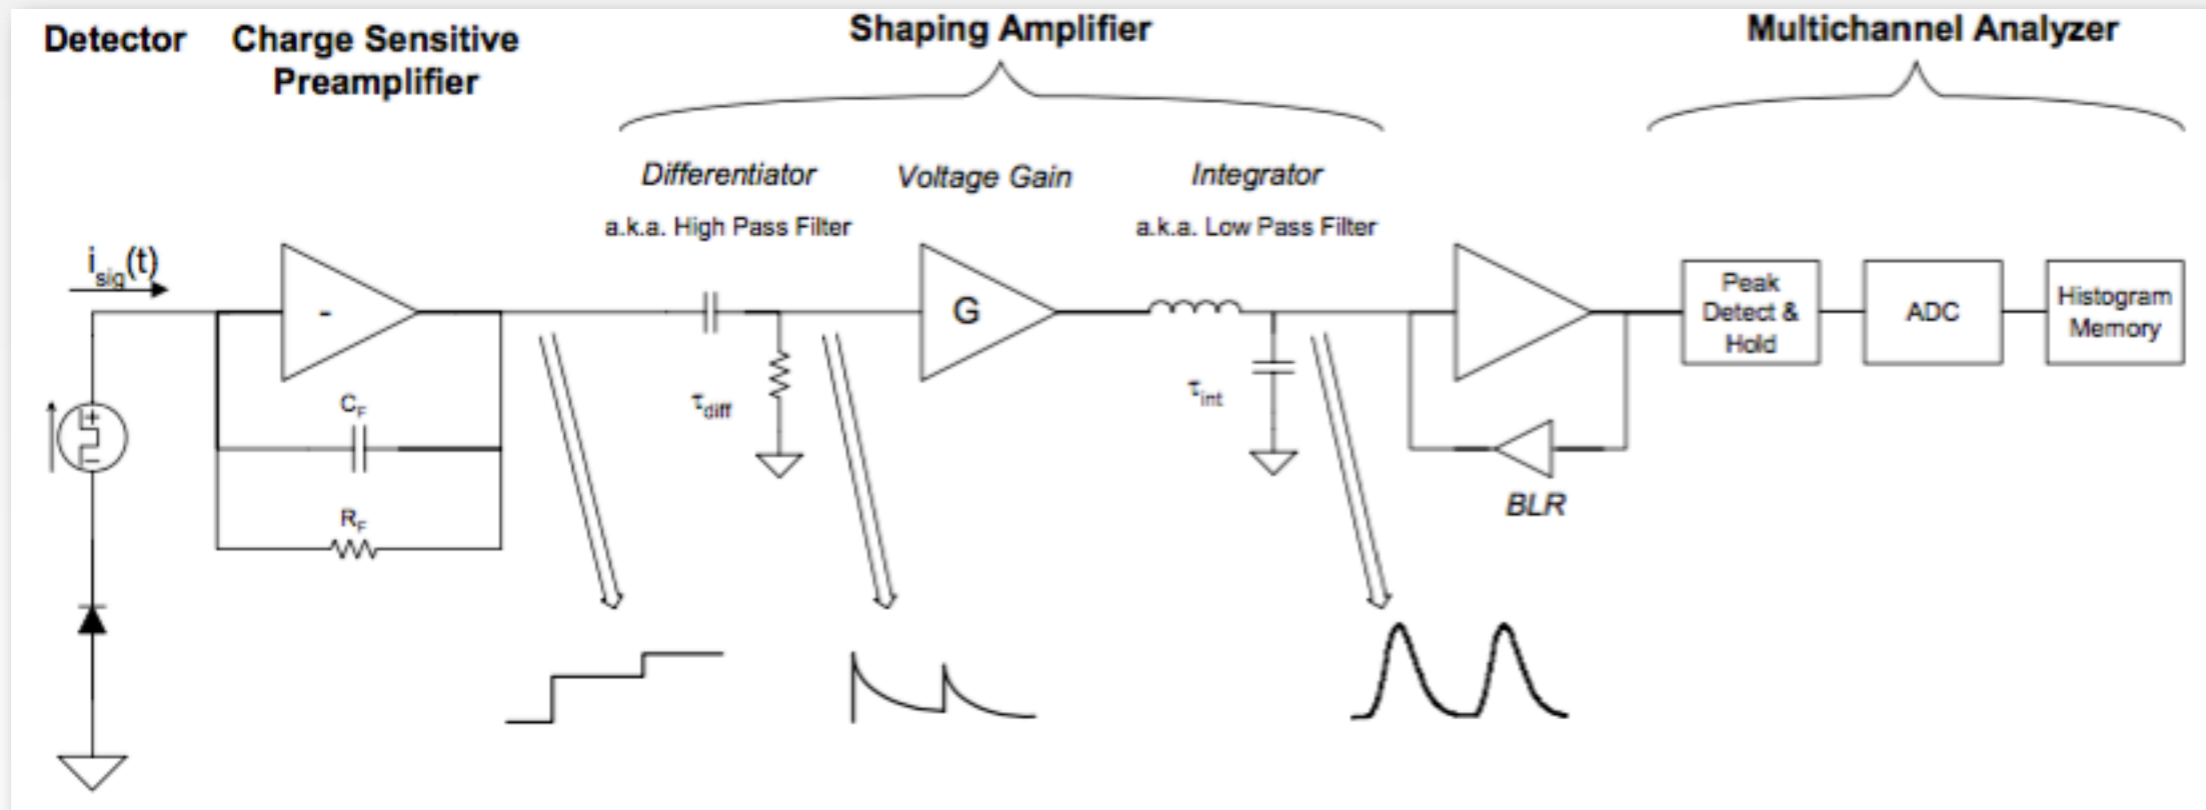 Detector
Charge Sensitive
Preamplifier
Shaping Amplifier
Multichannel Analyzer
Differentiator
a.k.a. High Pass Filter
Voltage Gain
Integrator
a.k.a. Low Pass Filter
isig(t)
-
G
Peak
Detect &
Hold
ADC
Histogram
Memory
+
−
CF
RF
τdiff
τint
BLR